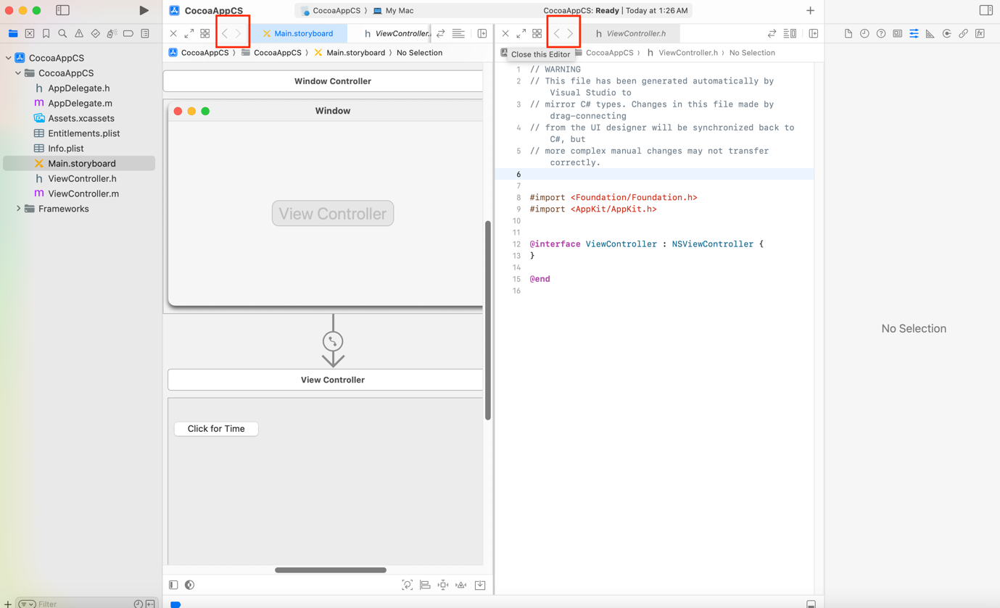 CocoaAppCS
CocoaAppCS 〉 My Mac
CocoaAppCS: Ready | Today at 1:26 AM
Main.storyboard
ViewController.
ViewController.h
CocoaAppCS 〉 CocoaAppCS 〉 Main.storyboard 〉 No Selection
Close this Editor
CocoaAppCS 〉 h ViewController.h 〉 No Selection
CocoaAppCS
CocoaAppCS
h AppDelegate.h
m AppDelegate.m
Assets.xcassets
Entitlements.plist
Info.plist
Main.storyboard
h ViewController.h
m ViewController.m
Frameworks
Filter
Window Controller
Window
View Controller
View Controller
Click for Time
1 // WARNING
2 // This file has been generated automatically by
Visual Studio to
3 // mirror C# types. Changes in this file made by
drag-connecting
4 // from the UI designer will be synchronized back to
C#, but
5 // more complex manual changes may not transfer
correctly.
6
7
8 #import <Foundation/Foundation.h>
9 #import <AppKit/AppKit.h>
10
11
12 @interface ViewController : NSViewController {
13 }
14
15 @end
16
No Selection